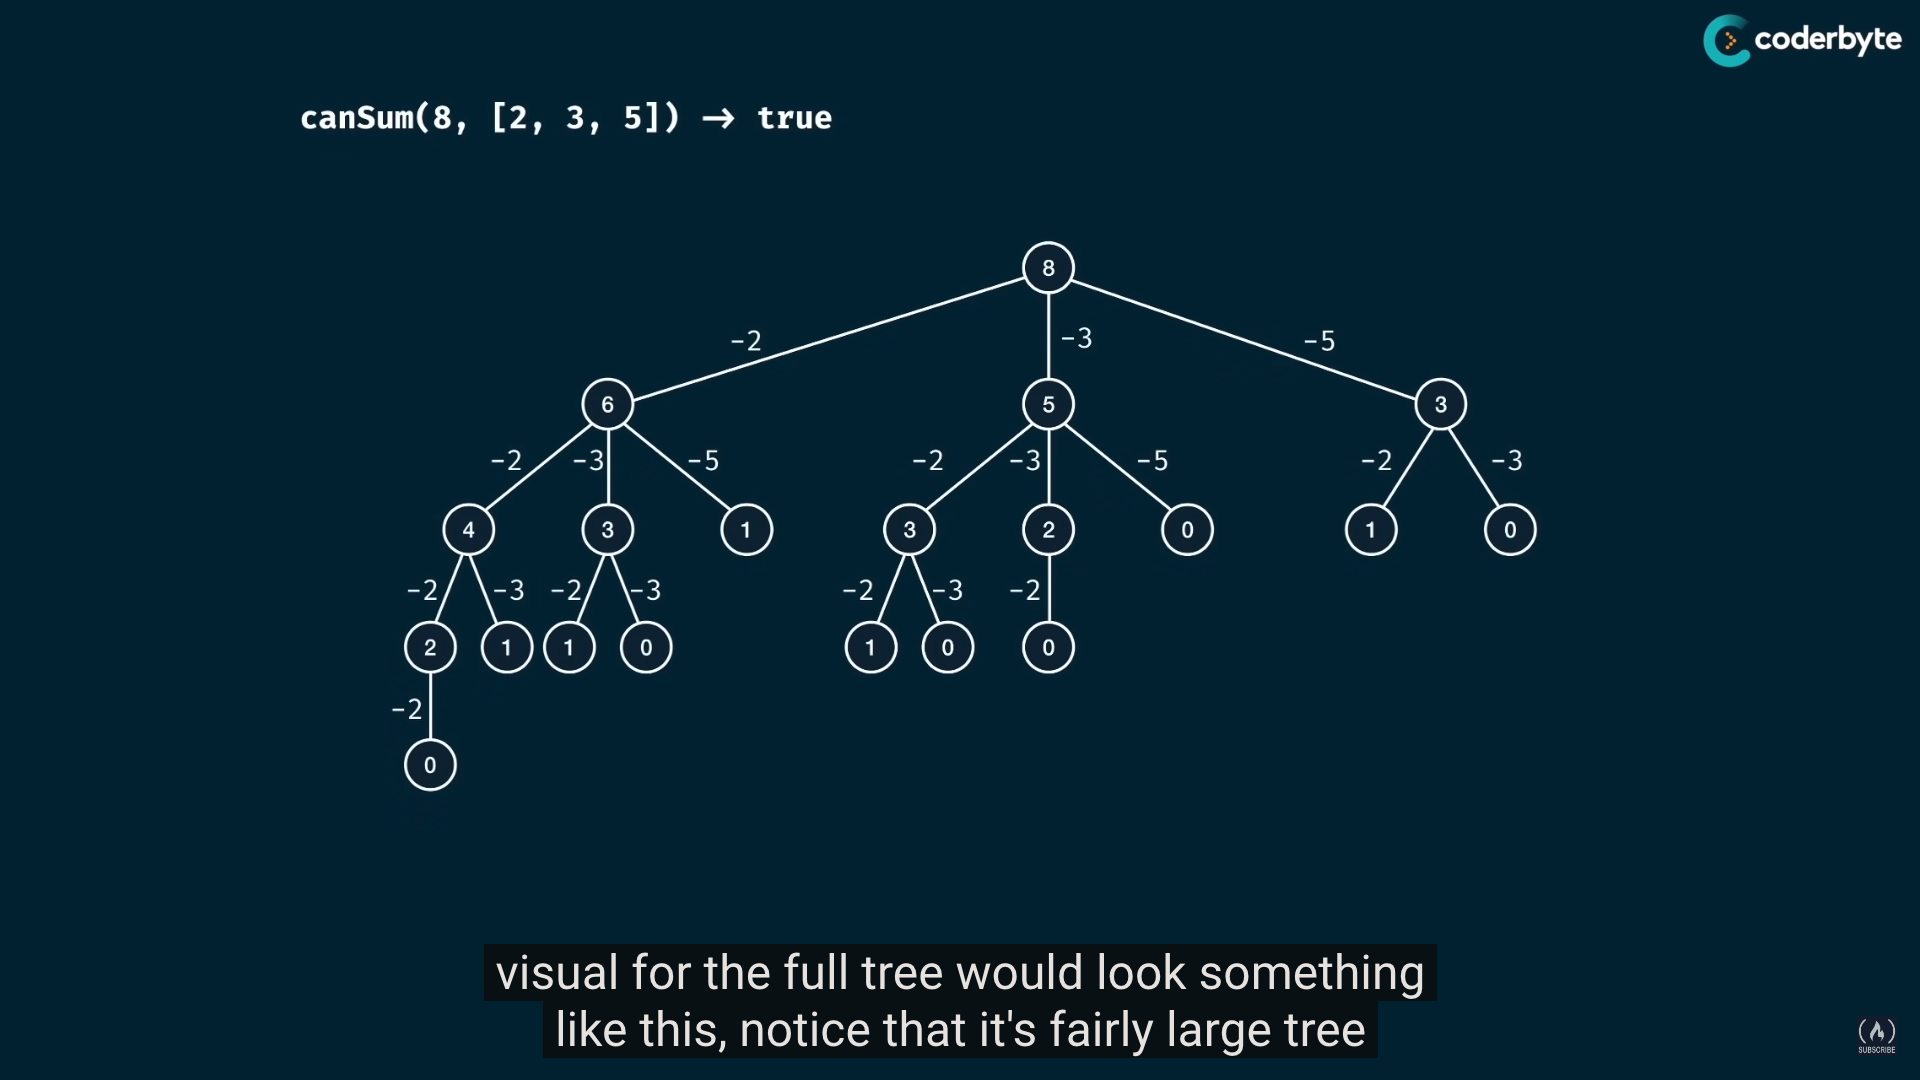 coderbyte
canSum(8, [2, 3, 5]) → true
8
-2 -3 -5
6 5 3
-2 -3 -5 -2 -3 -5 -2 -3
4 3 1 3 2 0 1 0
-2 -3 -2 -3 -2 -3 -2
2 1 1 0 1 0 0
-2
0
visual for the full tree would look something
like this, notice that it's fairly large tree
SUBSCRIBE